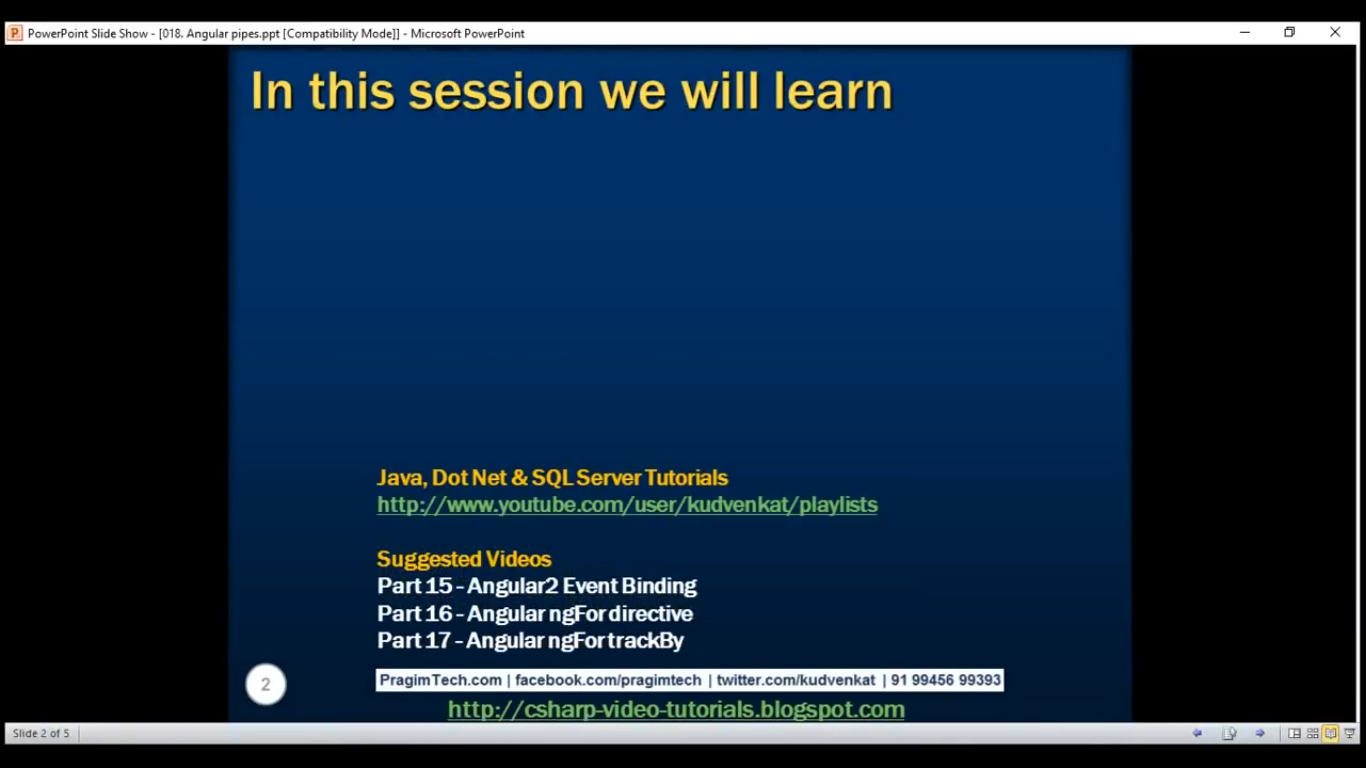 PowerPoint Slide Show - [018. Angular pipes.ppt [Compatibility Mode]] - Microsoft PowerPoint
In this session we will learn
Java, Dot Net & SQL Server Tutorials
http://www.youtube.com/user/kudvenkat/playlists
Suggested Videos
Part 15 - Angular2 Event Binding
Part 16 - Angular ngFor directive
Part 17 - Angular ngFor trackBy
2
PragimTech.com | facebook.com/pragimtech | twitter.com/kudvenkat | 91 99456 99393
http://csharp-video-tutorials.blogspot.com
Slide 2 of 5